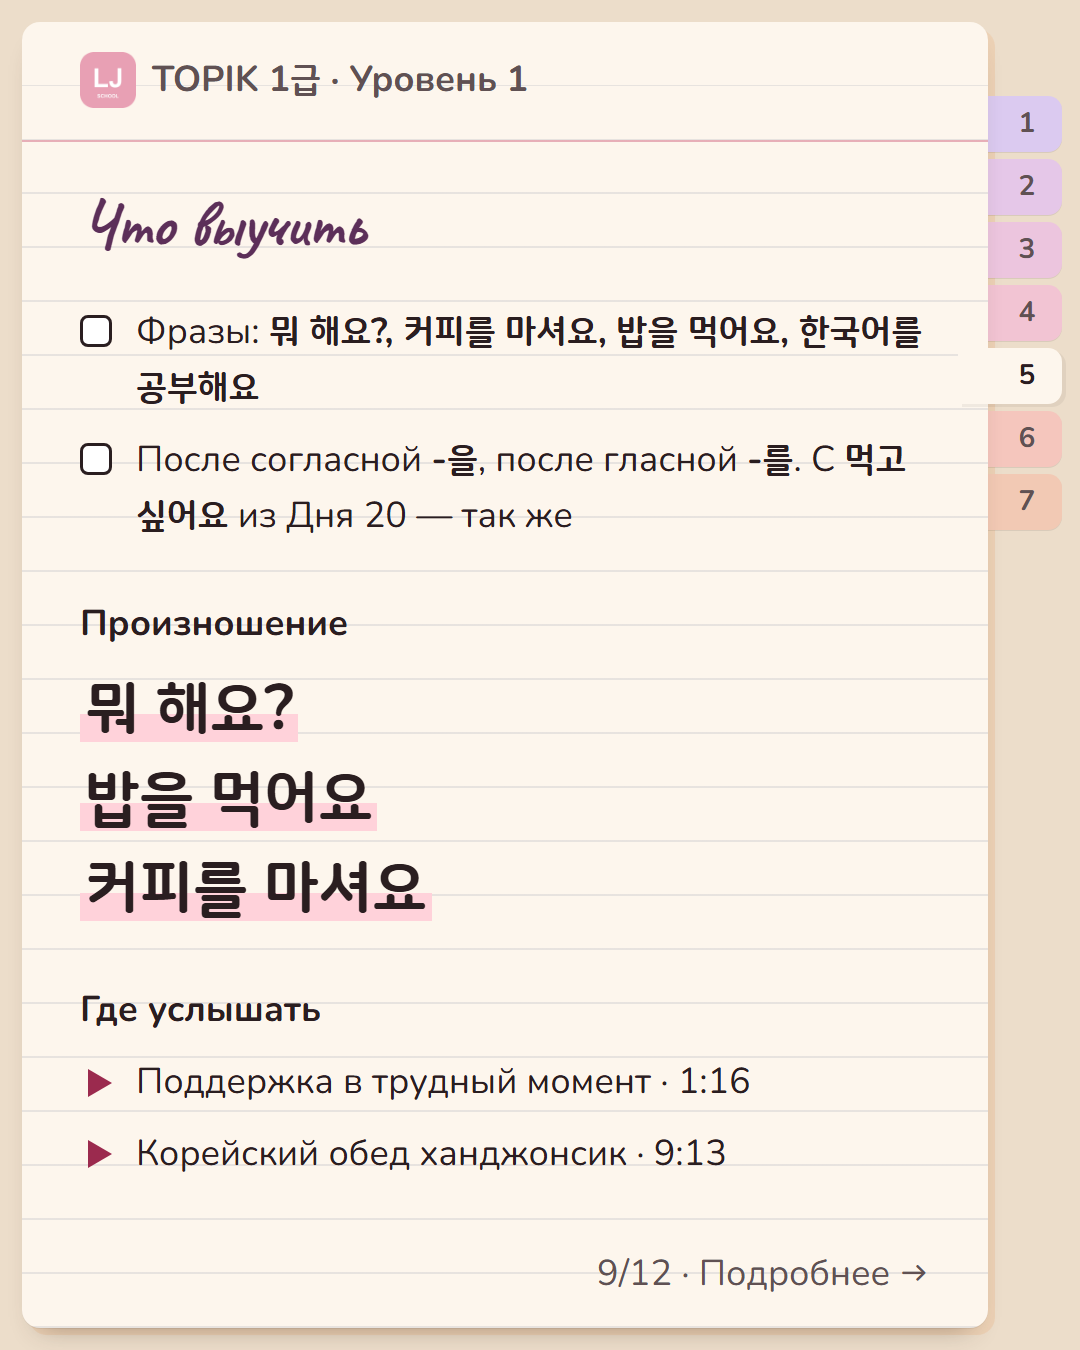 LJ
SCHOOL
TOPIK 1급 · Уровень 1
1
2
3
4
5
6
7
Что выучить
Фразы: 뭐 해요?, 커피를 마셔요, 밥을 먹어요, 한국어를
공부해요
После согласной -을, после гласной -를. С 먹고
싶어요 из Дня 20 — так же
Произношение
뭐 해요?
밥을 먹어요
커피를 마셔요
Где услышать
Поддержка в трудный момент · 1:16
Корейский обед ханджонсик · 9:13
9/12 · Подробнее →